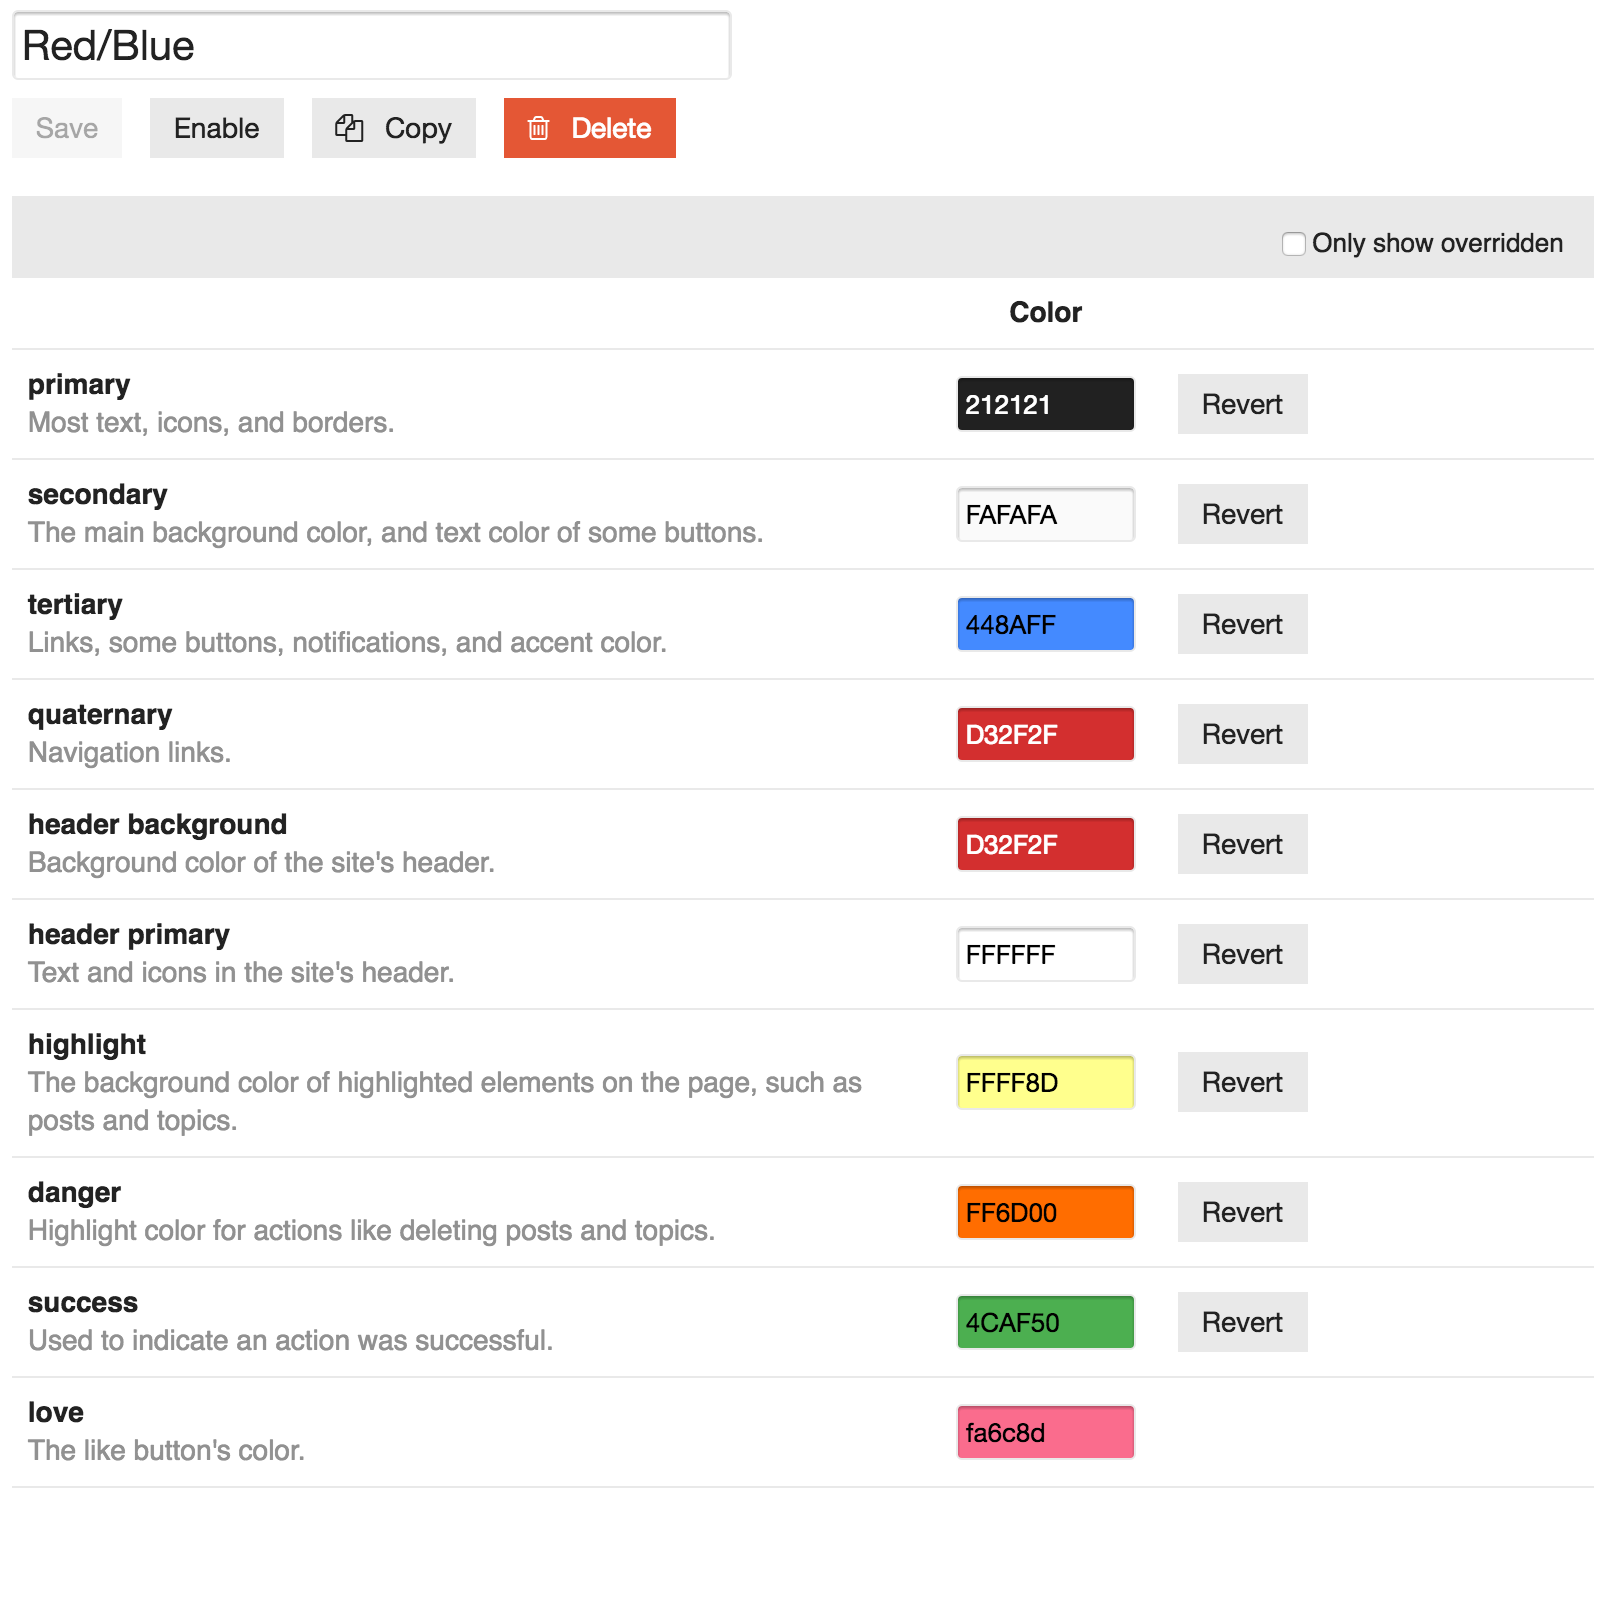 Red/Blue
Save Enable Copy Delete
Only show overridden
Color
primary
Most text, icons, and borders.
212121 Revert
secondary
The main background color, and text color of some buttons.
FAFAFA Revert
tertiary
Links, some buttons, notifications, and accent color.
448AFF Revert
quaternary
Navigation links.
D32F2F Revert
header background
Background color of the site's header.
D32F2F Revert
header primary
Text and icons in the site's header.
FFFFFF Revert
highlight
The background color of highlighted elements on the page, such as
posts and topics.
FFFF8D Revert
danger
Highlight color for actions like deleting posts and topics.
FF6D00 Revert
success
Used to indicate an action was successful.
4CAF50 Revert
love
The like button's color.
fa6c8d